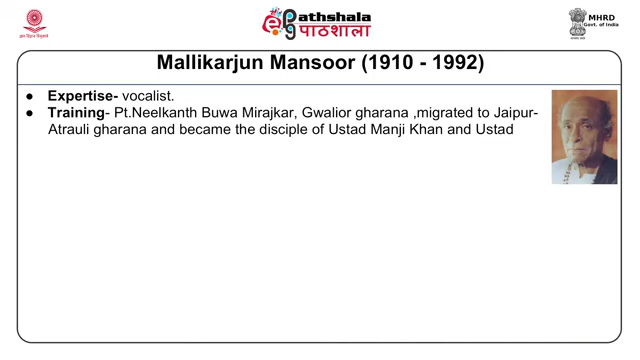 Pathshala
पाठशाला
MHRD
Govt. of India
Mallikarjun Mansoor (1910 - 1992)
● Expertise- vocalist.
● Training- Pt.Neelkanth Buwa Mirajkar, Gwalior gharana ,migrated to Jaipur-
Atrauli gharana and became the disciple of Ustad Manji Khan and Ustad